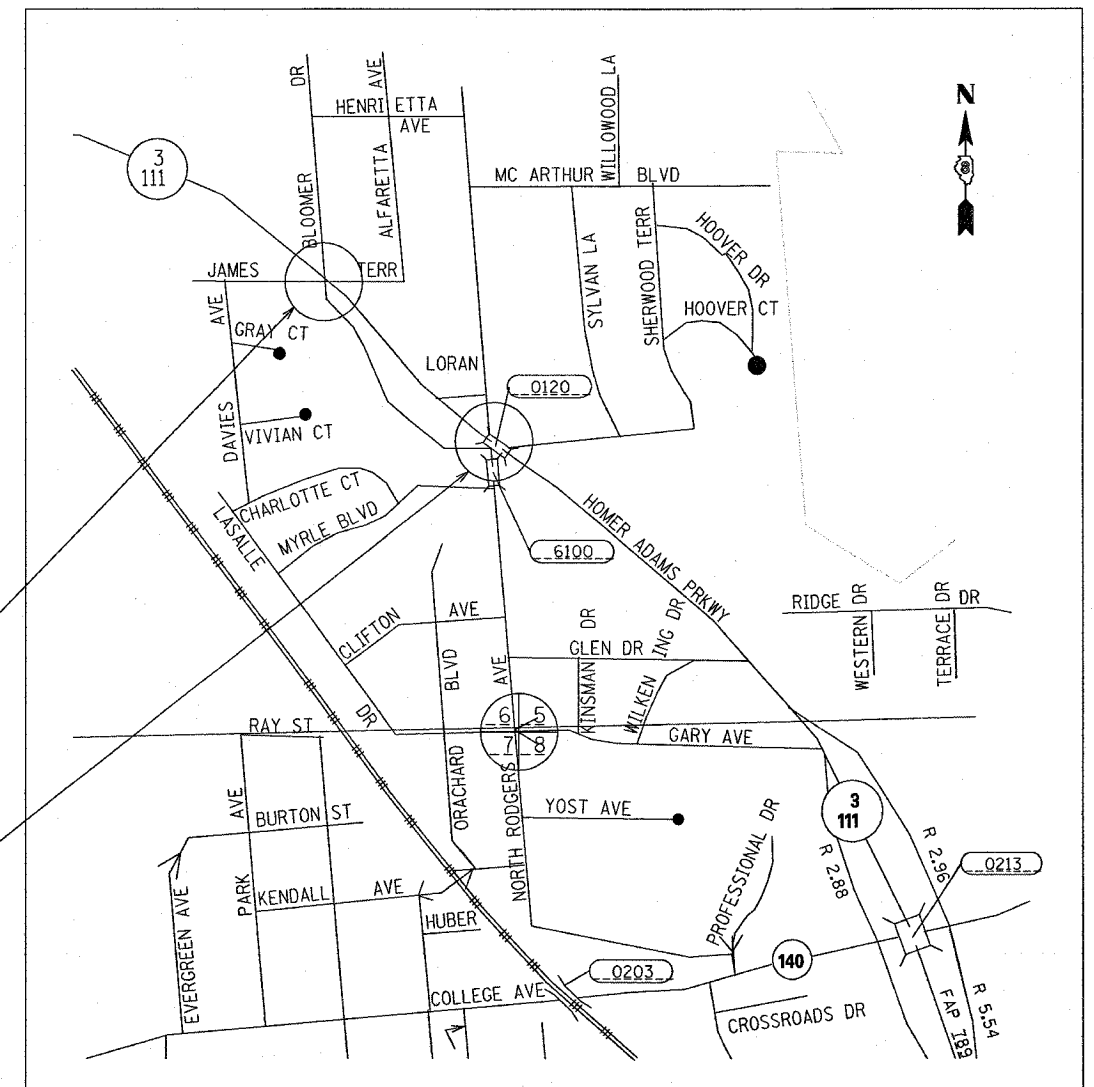 DR
AVE
WILLOWOOD LA
HENRIETTA
AVE
N
8
3
111
MC ARTHUR BLVD
BLOOMER
ALFARETTA
HOOVER DR
SYLVAN LA
SHERWOOD TERR
JAMES TERR
HOOVER CT
AVE
GRAY CT
LORAN
0120
DAVIES
VIVIAN CT
CHARLOTTE CT
LASALLE
MYRLE BLVD
HOMER ADAMS PRKWY
6100
RIDGE DR
WESTERN DR
TERRACE DR
CLIFTON AVE
GLEN DR
KINSMAN DR
WILKEN ING DR
BLVD
AVE
DR
6 5
7 8
RAY ST
GARY AVE
ORACHARD
NORTH RODGERS
YOST AVE
AVE
BURTON ST
3
111
R 2.88
R 2.96
0213
PROFESSIONAL DR
PARK
KENDALL AVE
EVERGREEN AVE
HUBER
0203
140
COLLEGE AVE
CROSSROADS DR
R 5.54
FAP 789